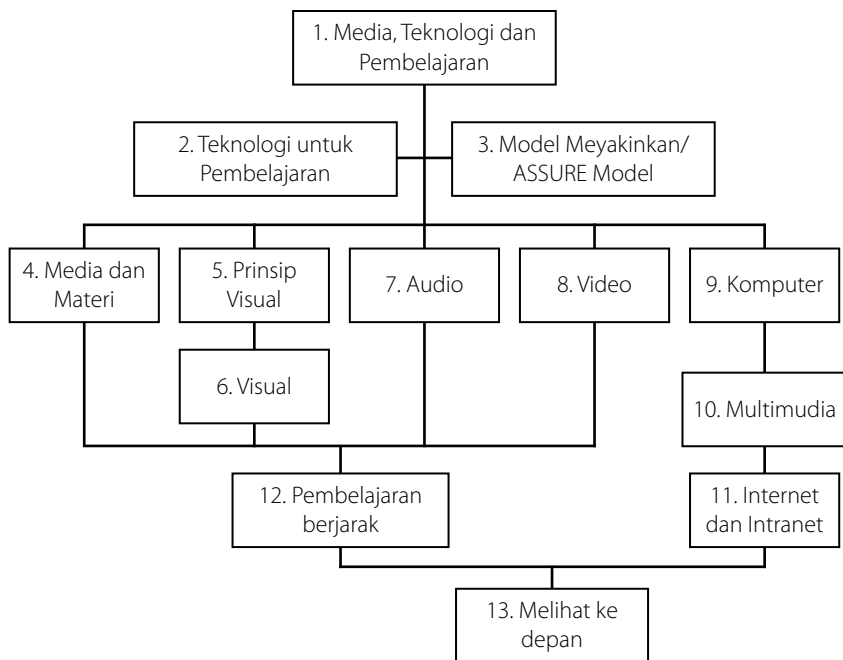 1. Media, Teknologi dan
Pembelajaran
2. Teknologi untuk
Pembelajaran
3. Model Meyakinkan/
ASSURE Model
4. Media dan
Materi
5. Prinsip
Visual
7. Audio
8. Video
9. Komputer
6. Visual
10. Multimudia
12. Pembelajaran
berjarak
11. Internet
dan Intranet
13. Melihat ke
depan